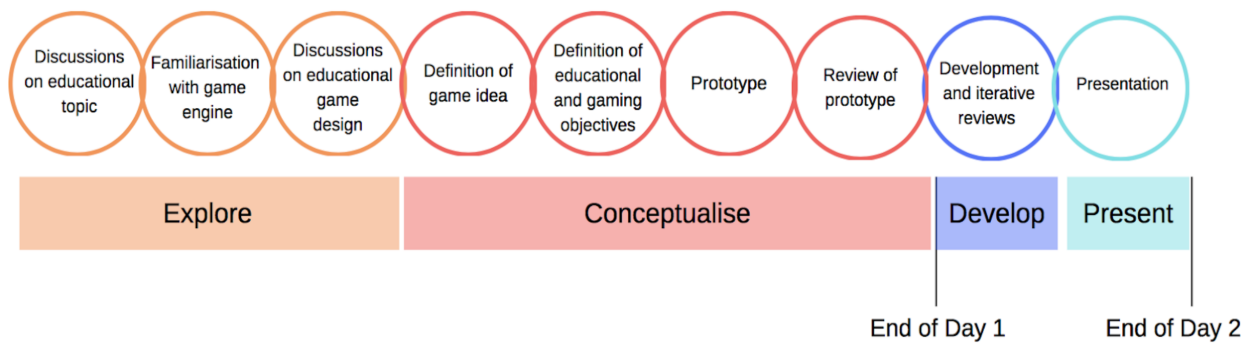 Discussions
on educational
topic
Familiarisation
with game
engine
Discussions
on educational
game
design
Definition of
game idea
Definition of
educational
and gaming
objectives
Prototype
Review of
prototype
Development
and iterative
reviews
Presentation
Explore
Conceptualise
Develop
Present
End of Day 1
End of Day 2